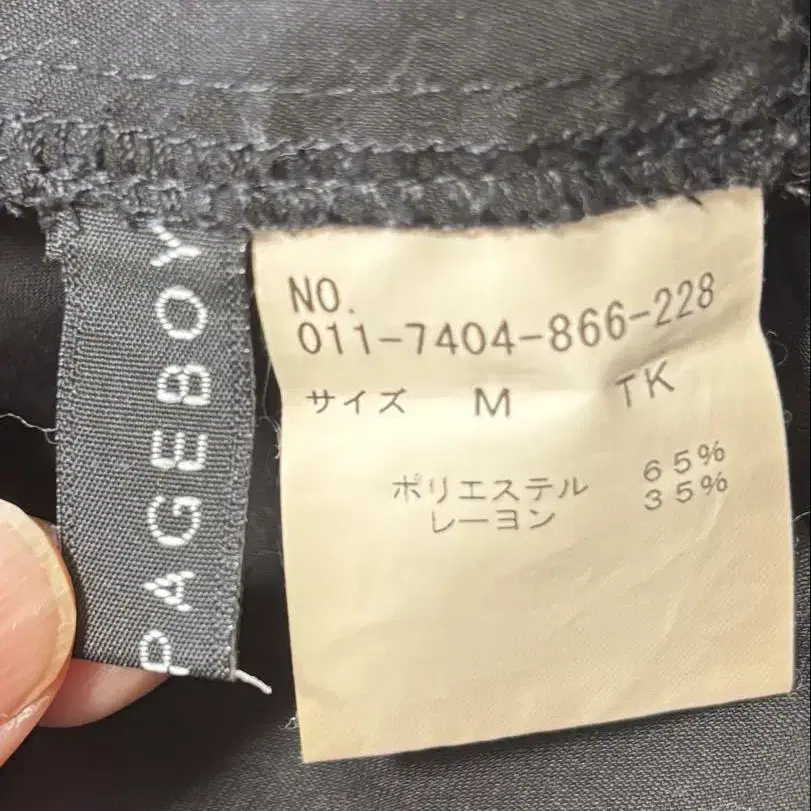 PAGEBOY
NO.
011-7404-866-228
サイズ M TK
ポリエステル 65%
レーヨン 35%